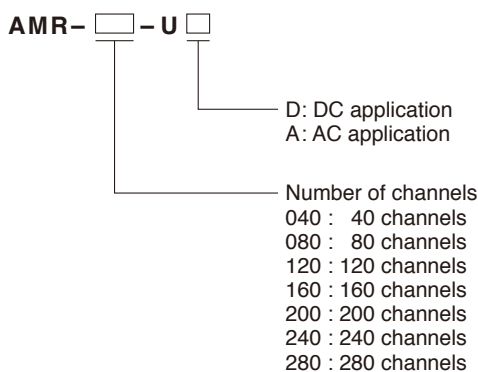 AMR– –U
D: DC application
A: AC application
Number of channels
040 : 40 channels
080 : 80 channels
120 : 120 channels
160 : 160 channels
200 : 200 channels
240 : 240 channels
280 : 280 channels